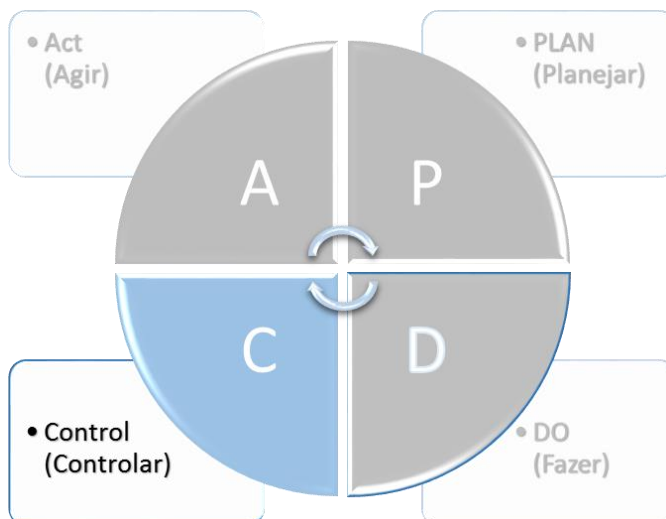 • Act
(Agir)
• PLAN
(Planejar)
A
P
C
D
• Control
(Controlar)
• DO
(Fazer)